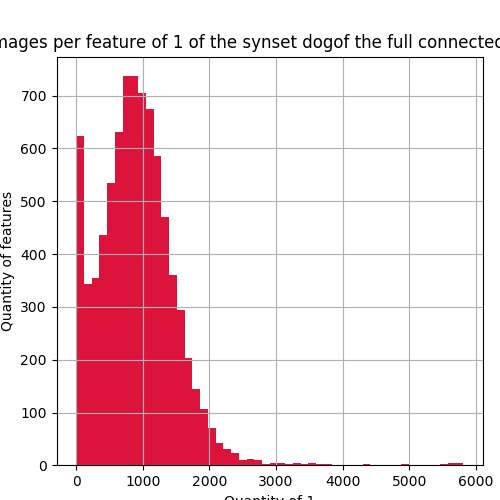 mages per feature of 1 of the synset dogof the full connected
Quantity of features
700
600
500
400
300
200
100
0
0 1000 2000 3000 4000 5000 6000
Quantity of 1